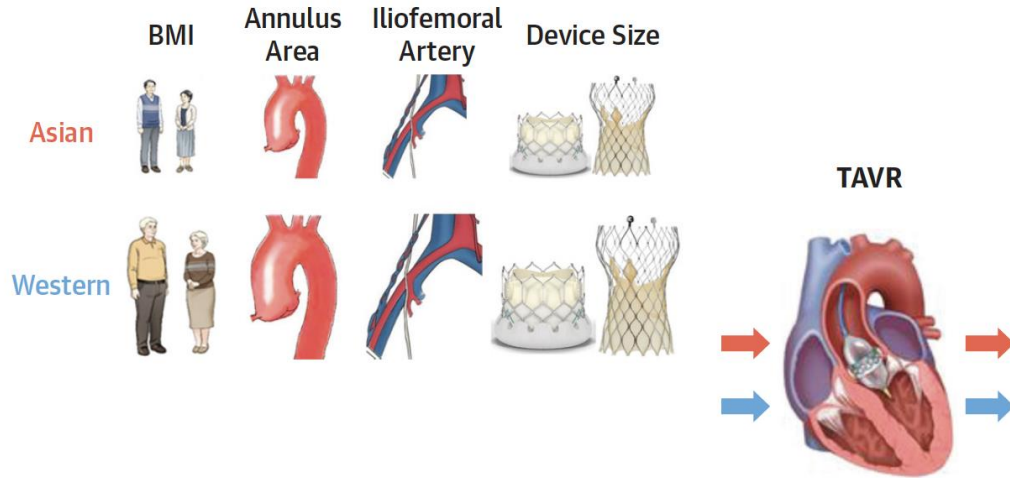 BMI
Annulus
Area
Iliofemoral
Artery
Device Size
Asian
TAVR
Western